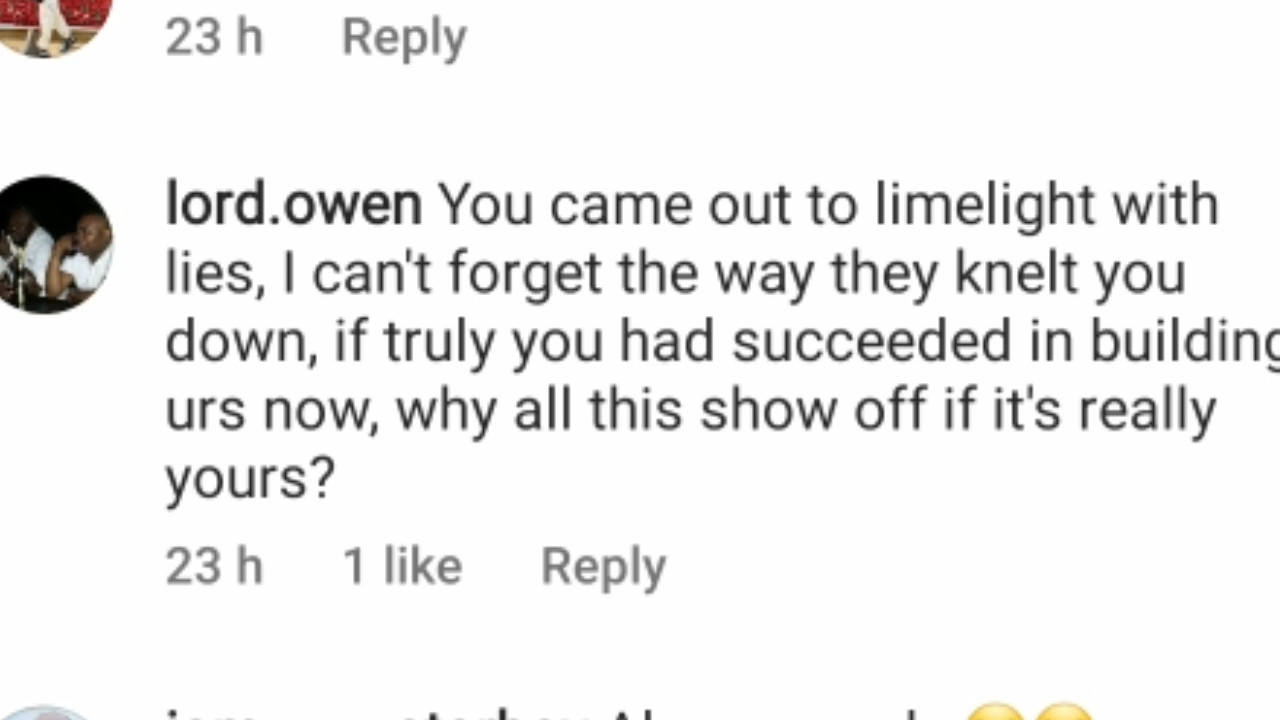 23 h Reply
lord.owen You came out to limelight with
lies, I can't forget the way they knelt you
down, if truly you had succeeded in building
urs now, why all this show off if it's really
yours?
23 h 1 like Reply